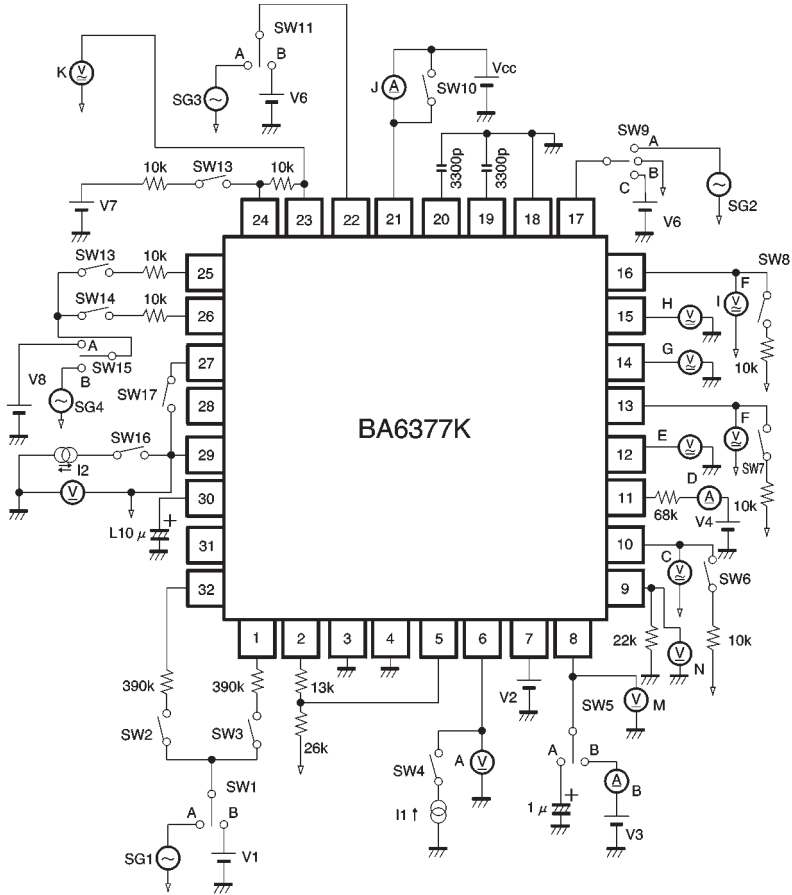 SW11
A B
K V
SG3
V6
J A
SW10
Vcc
3300p
3300p
SW9
A
B
C
V6
SG2
10k
SW13
10k
V7
24 23 22 21 20 19 18 17
SW13
10k
25
SW14
10k
26
A
SW15
B
V8
SG4
SW17
27
28
SW16
I2
29
V
30
L10 μ
+
31
32
BA6377K
16
F
SW8
I V
H V
15
G V
14
10k
13
F
V
SW7
E V
12
D
A
11
68k
V4
10k
10
C V
SW6
9
22k
V
N
10k
1 2 3 4 5 6 7 8
390k
390k
13k
26k
SW2
SW3
SW1
A B
SG1
V1
V2
SW4
A V
I1 ↑
SW5
V M
A B
1 μ
+
A
B
V3